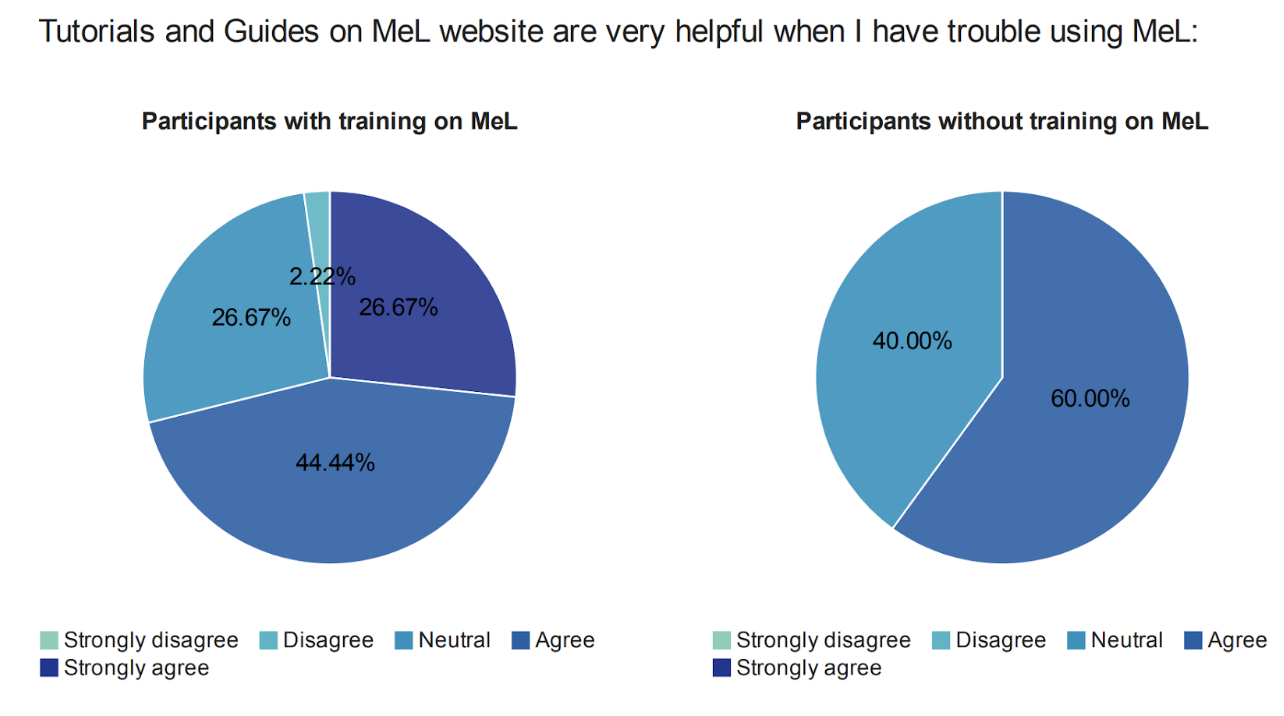 Tutorials and Guides on MeL website are very helpful when I have trouble using MeL:
Participants with training on MeL
2.22%
26.67%
26.67%
44.44%
Strongly disagree Disagree Neutral Agree
Strongly agree
Participants without training on MeL
40.00%
60.00%
Strongly disagree Disagree Neutral Agree
Strongly agree